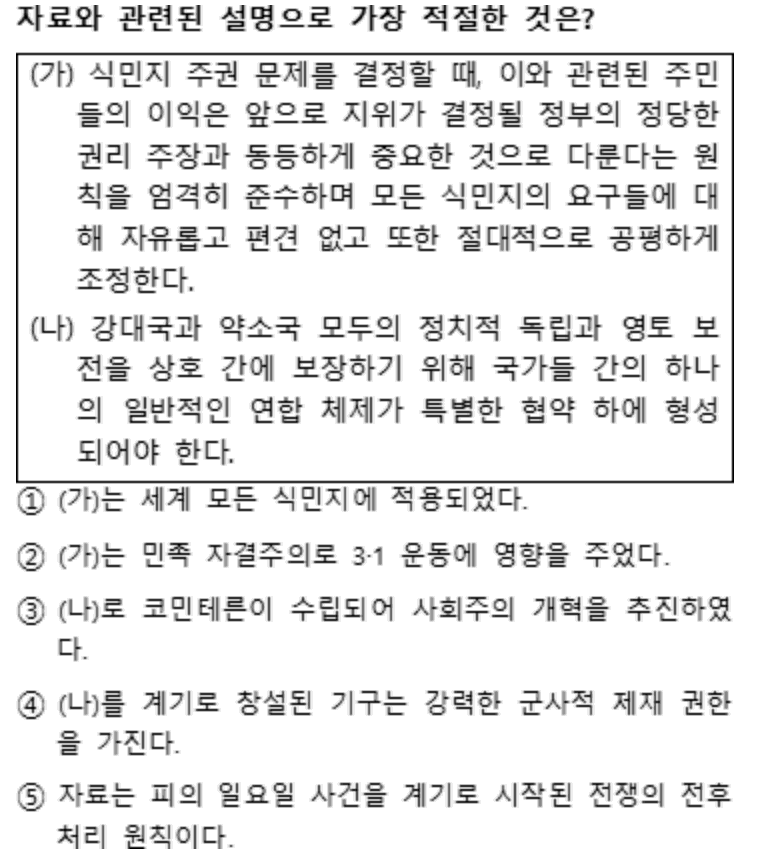 자료와 관련된 설명으로 가장 적절한 것은?
(가) 식민지 주권 문제를 결정할 때, 이와 관련된 주민
들의 이익은 앞으로 지위가 결정될 정부의 정당한
권리 주장과 동등하게 중요한 것으로 다룬다는 원
칙을 엄격히 준수하며 모든 식민지의 요구들에 대
해 자유롭고 편견 없고 또한 절대적으로 공평하게
조정한다.
(나) 강대국과 약소국 모두의 정치적 독립과 영토 보
전을 상호 간에 보장하기 위해 국가들 간의 하나
의 일반적인 연합 체제가 특별한 협약 하에 형성
되어야 한다.
① (가)는 세계 모든 식민지에 적용되었다.
② (가)는 민족 자결주의로 3·1 운동에 영향을 주었다.
③ (나)로 코민테른이 수립되어 사회주의 개혁을 추진하였
다.
④ (나)를 계기로 창설된 기구는 강력한 군사적 제재 권한
을 가진다.
⑤ 자료는 피의 일요일 사건을 계기로 시작된 전쟁의 전후
처리 원칙이다.